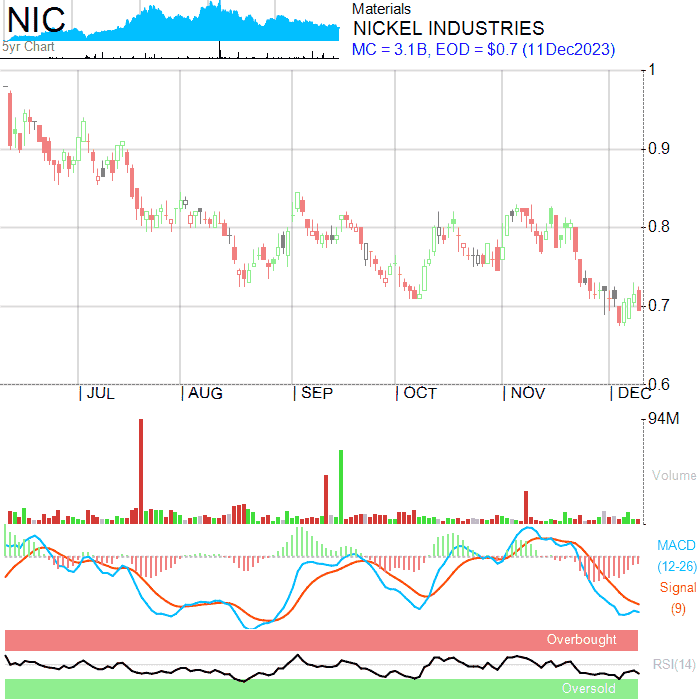 NIC
5yr Chart
Materials
NICKEL INDUSTRIES
MC = 3.1B, EOD = $0.7 (11Dec2023)
1
0.9
0.8
0.7
0.6
JUL
AUG
SEP
OCT
NOV
DEC
94M
Volume
MACD
(12-26)
Signal
(9)
Overbought
RSI(14)
Oversold